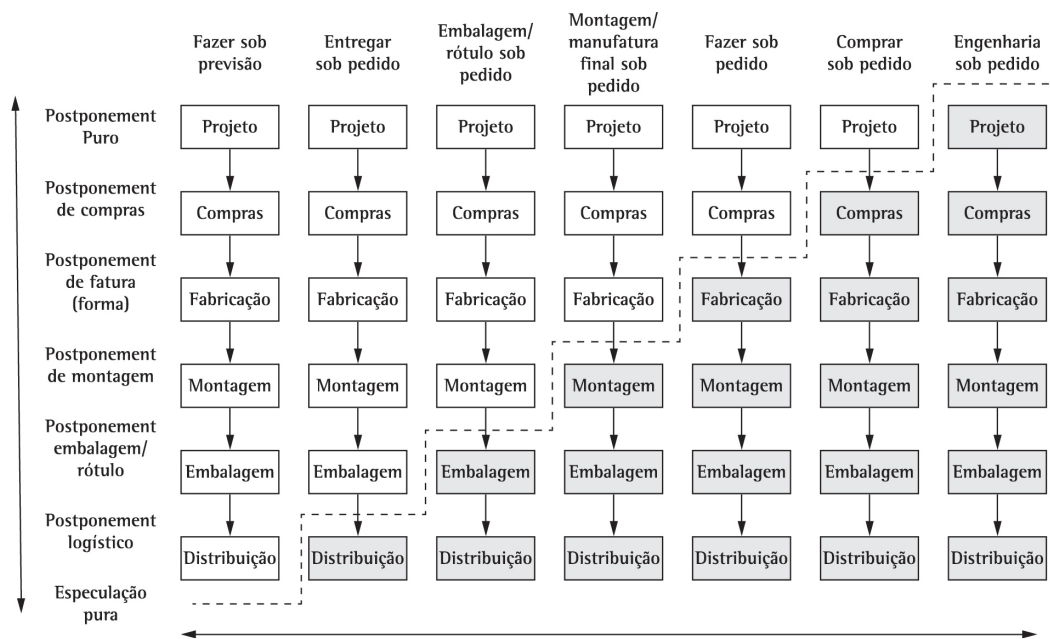 Fazer sob
previsão
Entregar
sob pedido
Embalagem/
rótulo sob
pedido
Montagem/
manufatura
final sob
pedido
Fazer sob
pedido
Comprar
sob pedido
Engenharia
sob pedido
Postponement
Puro
Projeto
Projeto
Projeto
Projeto
Projeto
Projeto
Projeto
Postponement
de compras
Compras
Compras
Compras
Compras
Compras
Compras
Compras
Postponement
de fatura
(forma)
Fabricação
Fabricação
Fabricação
Fabricação
Fabricação
Fabricação
Fabricação
Postponement
de montagem
Montagem
Montagem
Montagem
Montagem
Montagem
Montagem
Montagem
Postponement
embalagem/
rótulo
Embalagem
Embalagem
Embalagem
Embalagem
Embalagem
Embalagem
Embalagem
Postponement
logístico
Distribuição
Distribuição
Distribuição
Distribuição
Distribuição
Distribuição
Distribuição
Especulação
pura